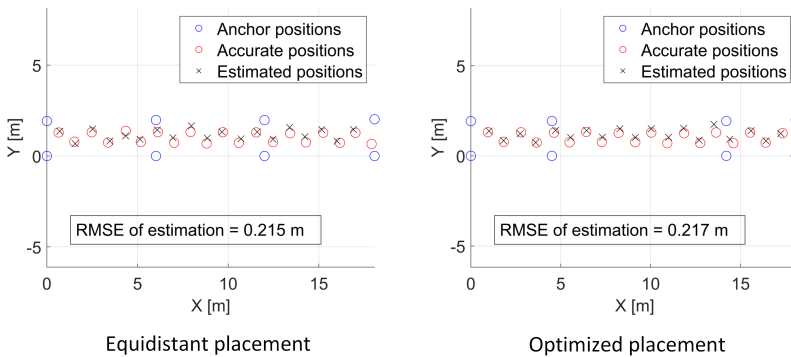 Anchor positions
Accurate positions
Estimated positions
5
0
-5
Y [m]
RMSE of estimation = 0.215 m
0 5 10 15
X [m]
Equidistant placement
Anchor positions
Accurate positions
Estimated positions
5
0
-5
Y [m]
RMSE of estimation = 0.217 m
0 5 10 15
X [m]
Optimized placement